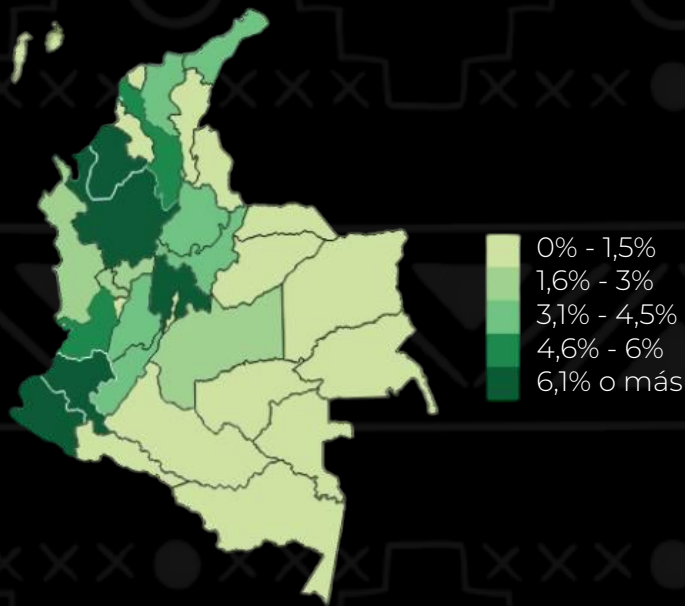 0% - 1,5%
1,6% - 3%
3,1% - 4,5%
4,6% - 6%
6,1% o más